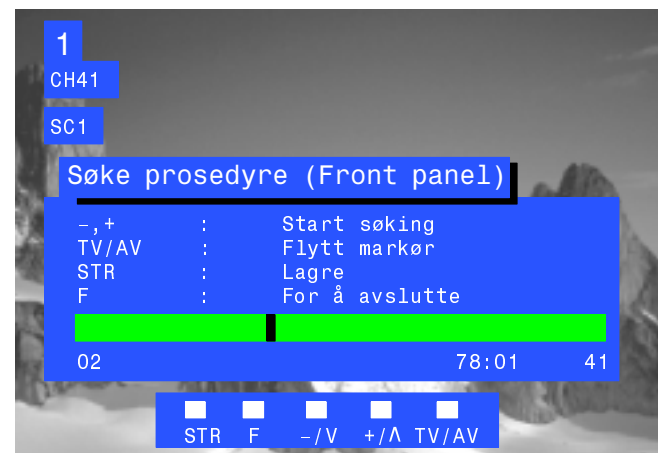 1
CH41
SC1
Søke prosedyre (Front panel)
–,+ : Start søking
TV/AV : Flytt markør
STR : Lagre
F : For å avslutte
02 78:01 41
STR F –/V +/Λ TV/AV